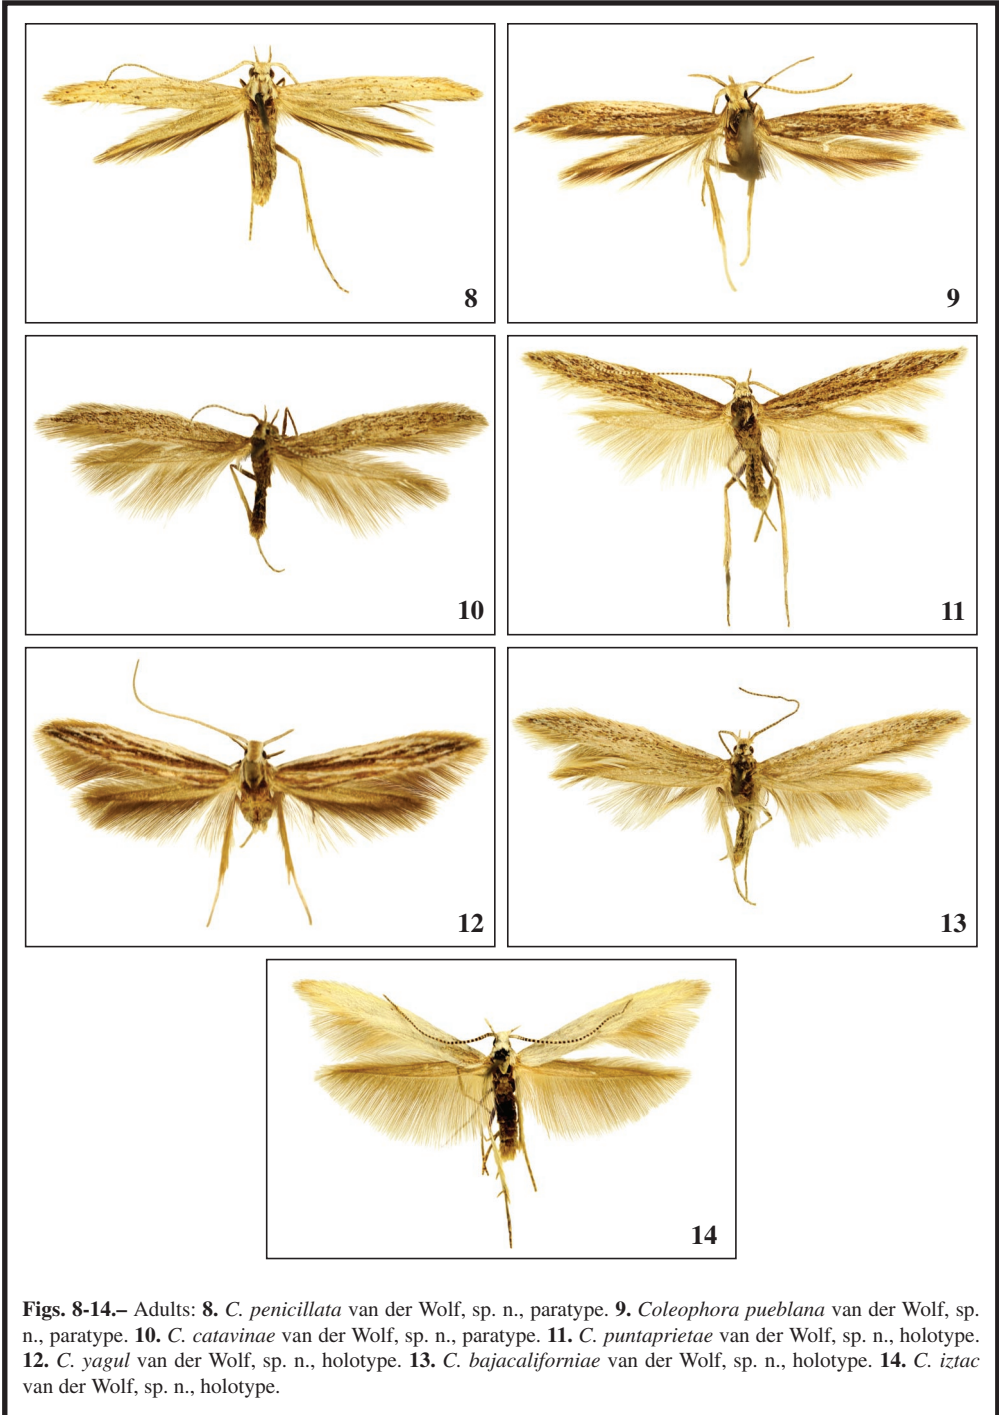 8
9
10
11
12
13
14
Figs. 8-14.– Adults: 8. C. penicillata van der Wolf, sp. n., paratype. 9. Coleophora pueblana van der Wolf, sp.
n., paratype. 10. C. catavinae van der Wolf, sp. n., paratype. 11. C. puntaprietae van der Wolf, sp. n., holotype.
12. C. yagul van der Wolf, sp. n., holotype. 13. C. bajacaliforniae van der Wolf, sp. n., holotype. 14. C. iztac
van der Wolf, sp. n., holotype.